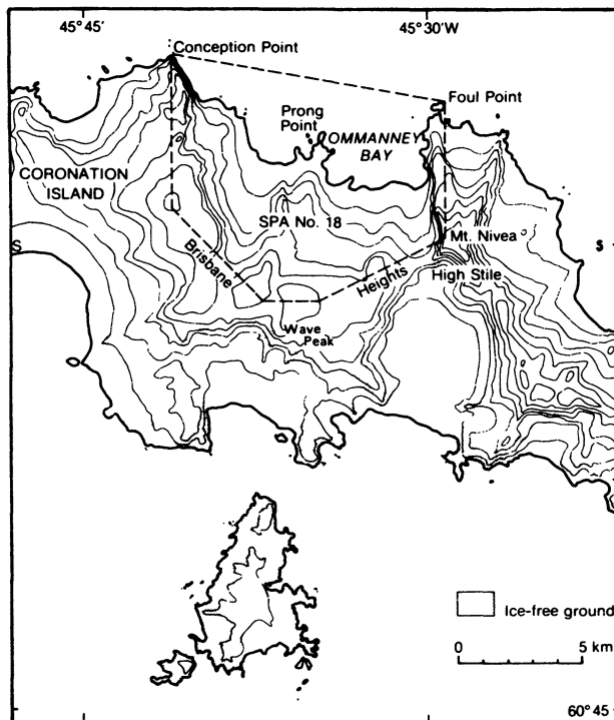 45° 45'
45° 30'W
Conception Point
Foul Point
Prong
Point
OMMANNEY
BAY
CORONATION
ISLAND
SPA No. 18
S
Mt. Nivea
S
Brisbane
Heights
High Stile
Wave
Peak
Ice-free ground
0
5 km
60° 45